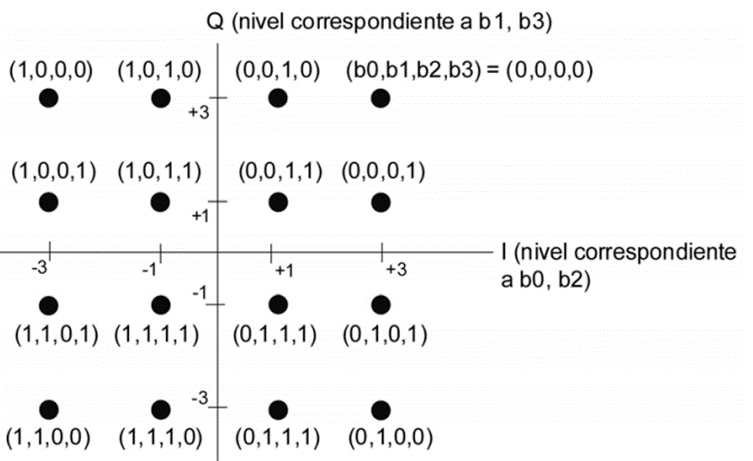 Q (nivel correspondiente a b1, b3)
(1,0,0,0) (1,0,1,0) (0,0,1,0) (b0,b1,b2,b3) = (0,0,0,0)
+3
(1,0,0,1) (1,0,1,1) (0,0,1,1) (0,0,0,1)
+1
I (nivel correspondiente
a b0, b2)
-3 -1 +1 +3
-1
(1,1,0,1) (1,1,1,1) (0,1,1,1) (0,1,0,1)
-3
(1,1,0,0) (1,1,1,0) (0,1,1,1) (0,1,0,0)